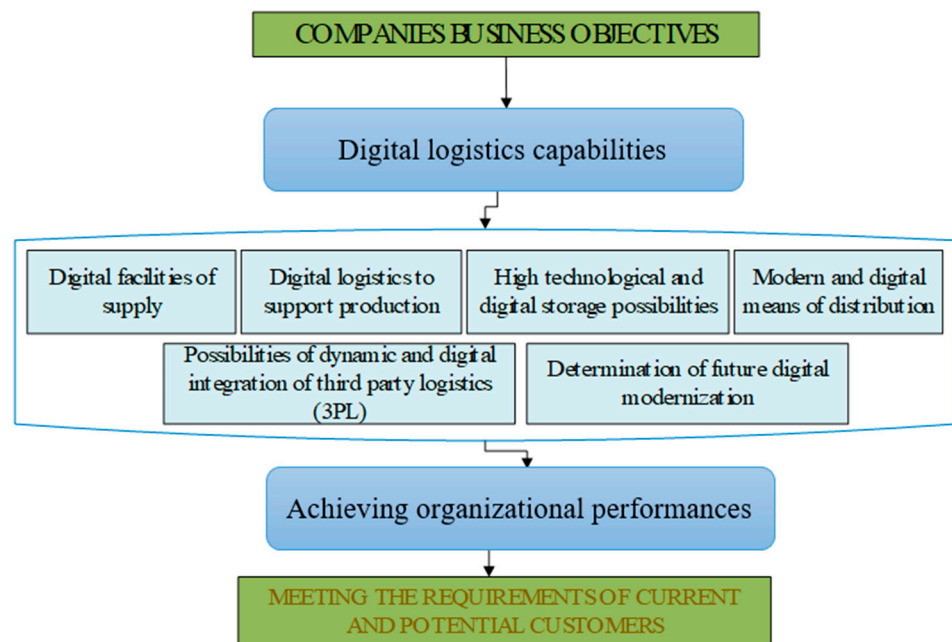 COMPANIES BUSINESS OBJECTIVES
Digital logistics capabilities
Digital facilities of
supply
Digital logistics to
support production
High technological and
digital storage possibilities
Modern and digital
means of distribution
Possibilities of dynamic and digital
integration of third party logistics
(3PL)
Determination of future digital
modernization
Achieving organizational performances
MEETING THE REQUIREMENTS OF CURRENT
AND POTENTIAL CUSTOMERS